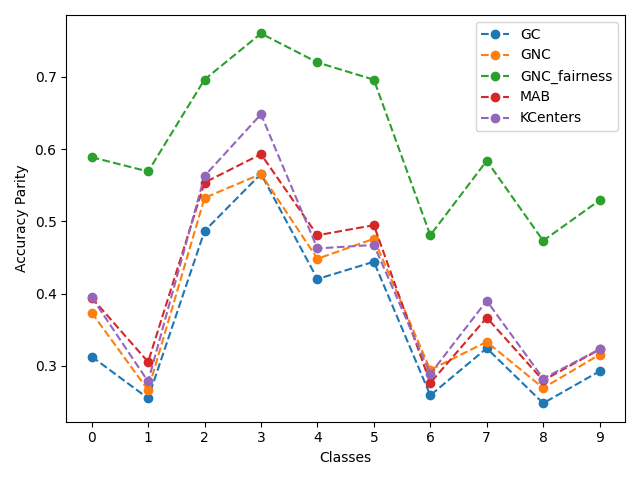 GC
GNC
GNC_fairness
MAB
KCenters
Accuracy Parity
0.7
0.6
0.5
0.4
0.3
0 1 2 3 4 5 6 7 8 9
Classes